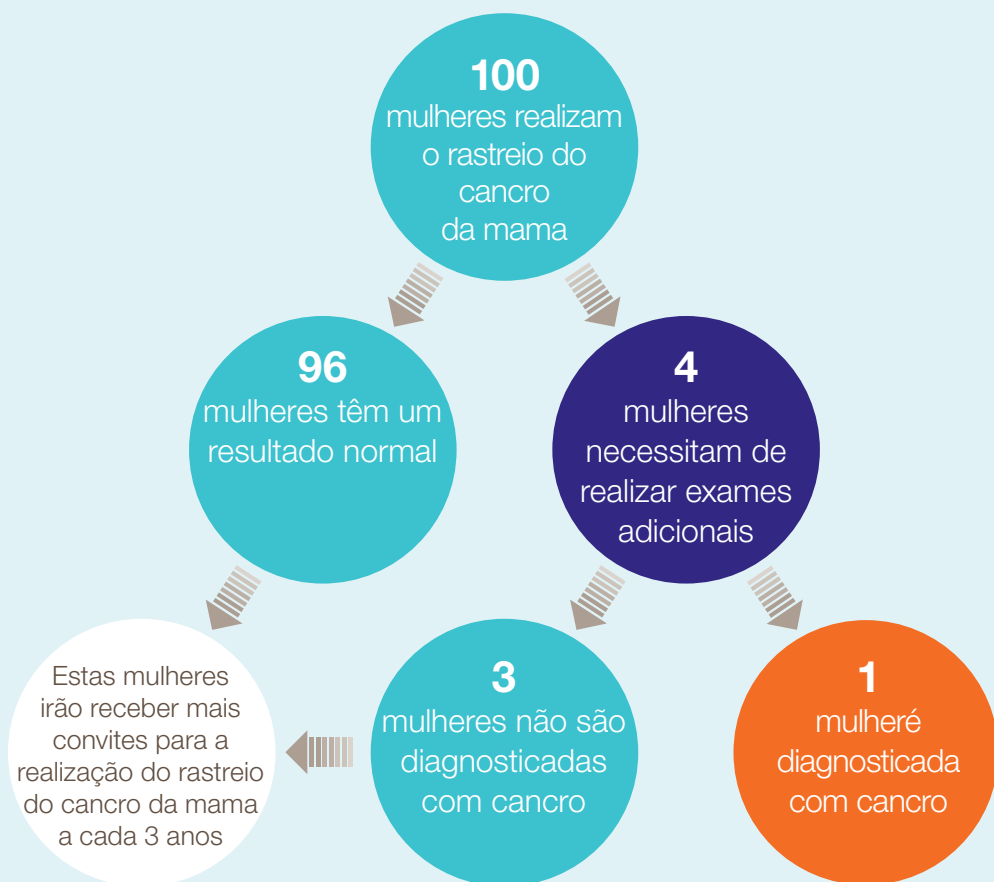 100
mulheres realizam
o rastreio do
cancro
da mama
96
mulheres têm um
resultado normal
4
mulheres
necessitam de
realizar exames
adicionais
Estas mulheres
irão receber mais
convites para a
realização do rastreio
do cancro da mama
a cada 3 anos
3
mulheres não são
diagnosticadas
com cancro
1
mulheré
diagnosticada
com cancro